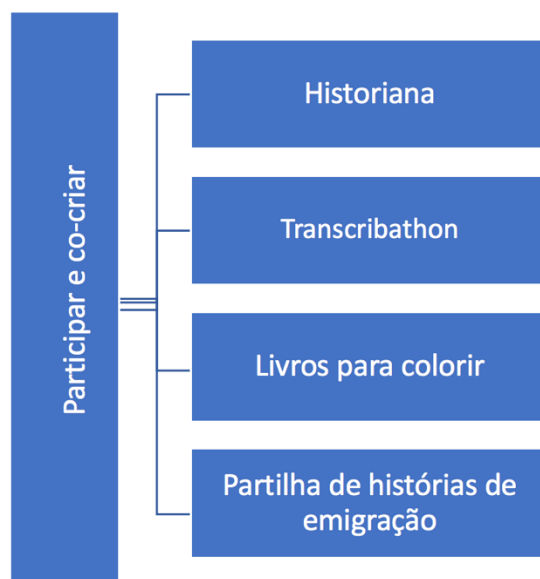 Participar e co-criar
Historiana
Transcribathon
Livros para colorir
Partilha de histórias de
emigração